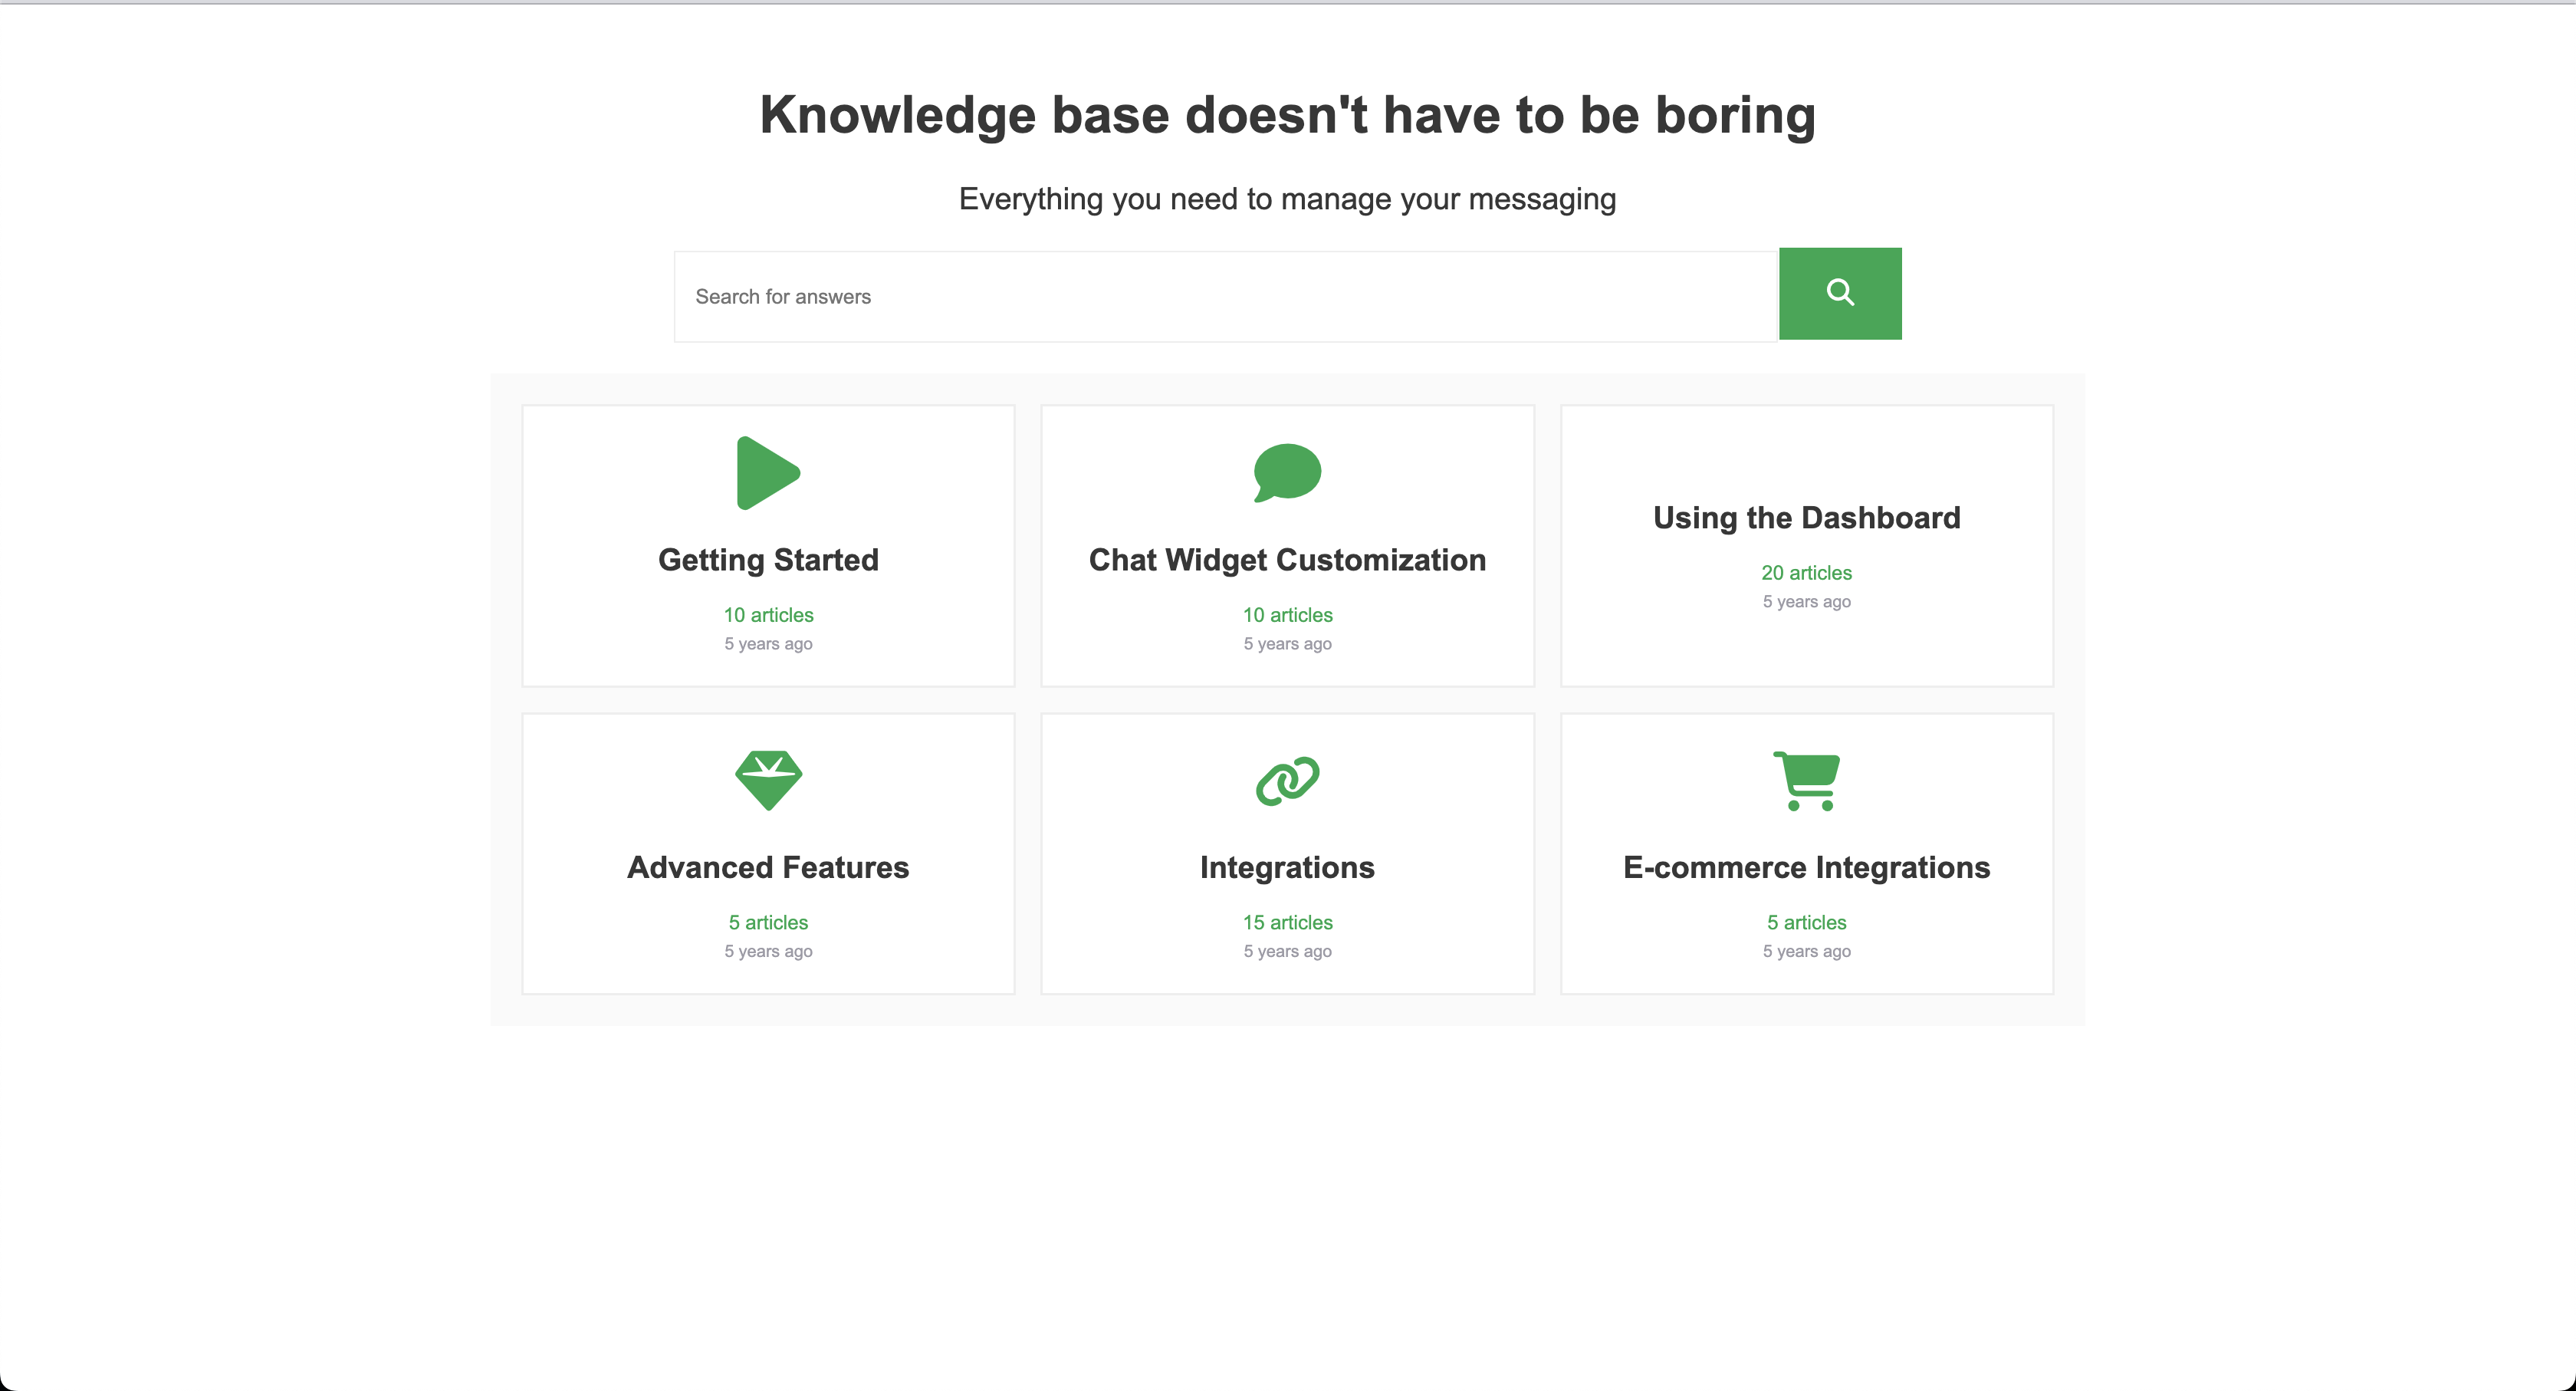 Knowledge base doesn't have to be boring
Everything you need to manage your messaging
Search for answers
Getting Started
10 articles
5 years ago
Chat Widget Customization
10 articles
5 years ago
Using the Dashboard
20 articles
5 years ago
Advanced Features
5 articles
5 years ago
Integrations
15 articles
5 years ago
E-commerce Integrations
5 articles
5 years ago